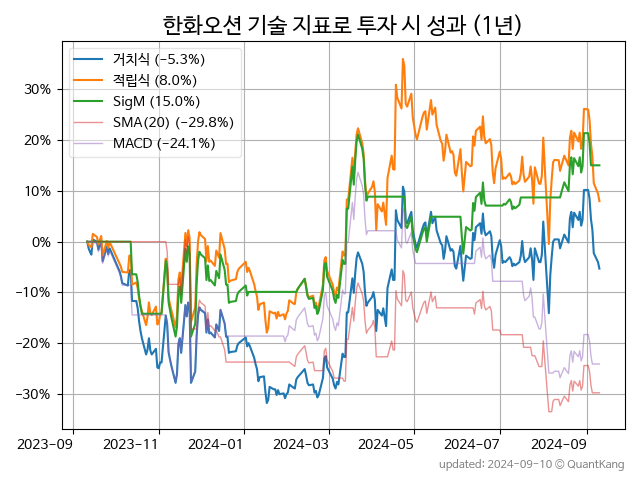 한화오션 기술 지표로 투자 시 성과 (1년)
거치식 (−5.3%)
적립식 (8.0%)
SigM (15.0%)
SMA(20) (−29.8%)
MACD (−24.1%)
30%
20%
10%
0%
−10%
−20%
−30%
2023-09 2023-11 2024-01 2024-03 2024-05 2024-07 2024-09
updated: 2024-09-10 © QuantKang